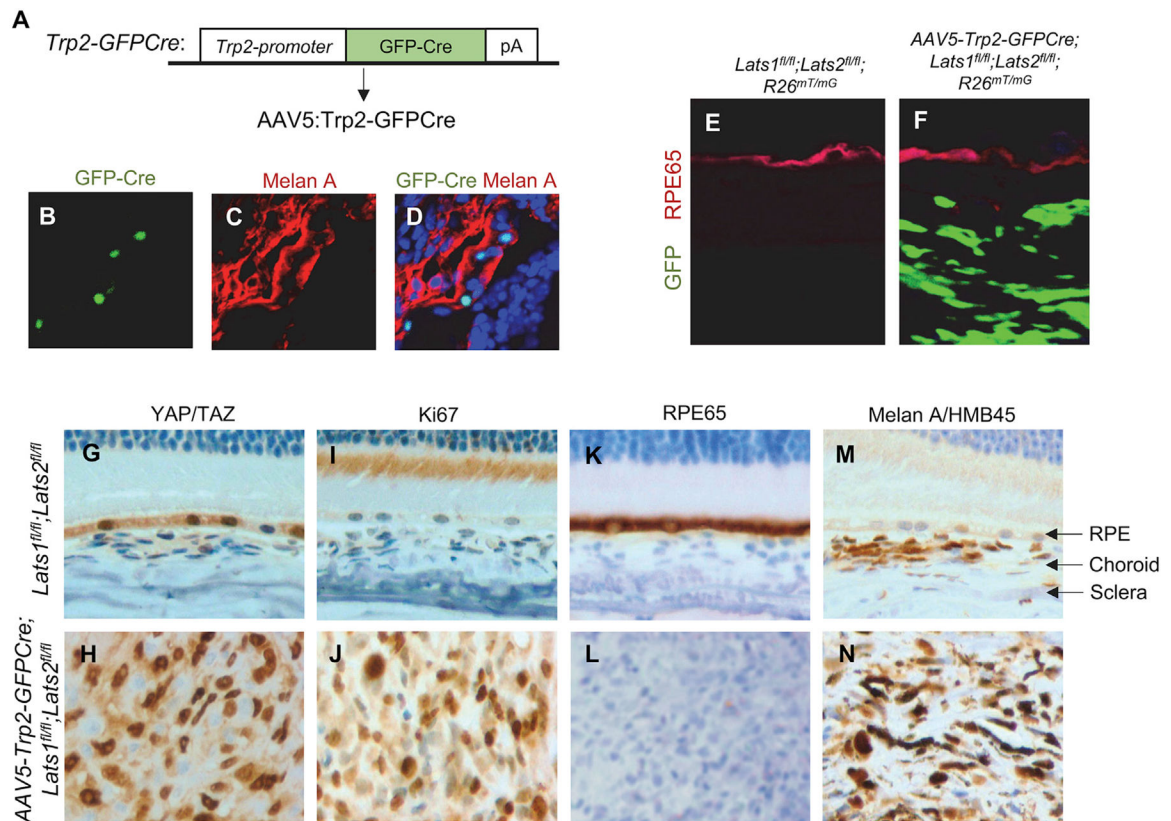 A
Trp2-GFPCre:
Trp2-promoter GFP-Cre pA
AAV5:Trp2-GFPCre
GFP-Cre Melan A GFP-Cre Melan A
B C D
Lats1fl/fl;Lats2fl/fl;
R26mT/mG
AAV5-Trp2-GFPCre;
Lats1fl/fl;Lats2fl/fl;
R26mT/mG
GFP RPE65
E F
YAP/TAZ Ki67 RPE65 Melan A/HMB45
Lats1fl/fl;Lats2fl/fl
G I K M
RPE
Choroid
Sclera
AAV5-Trp2-GFPCre;
Lats1fl/fl;Lats2fl/fl
H J L N